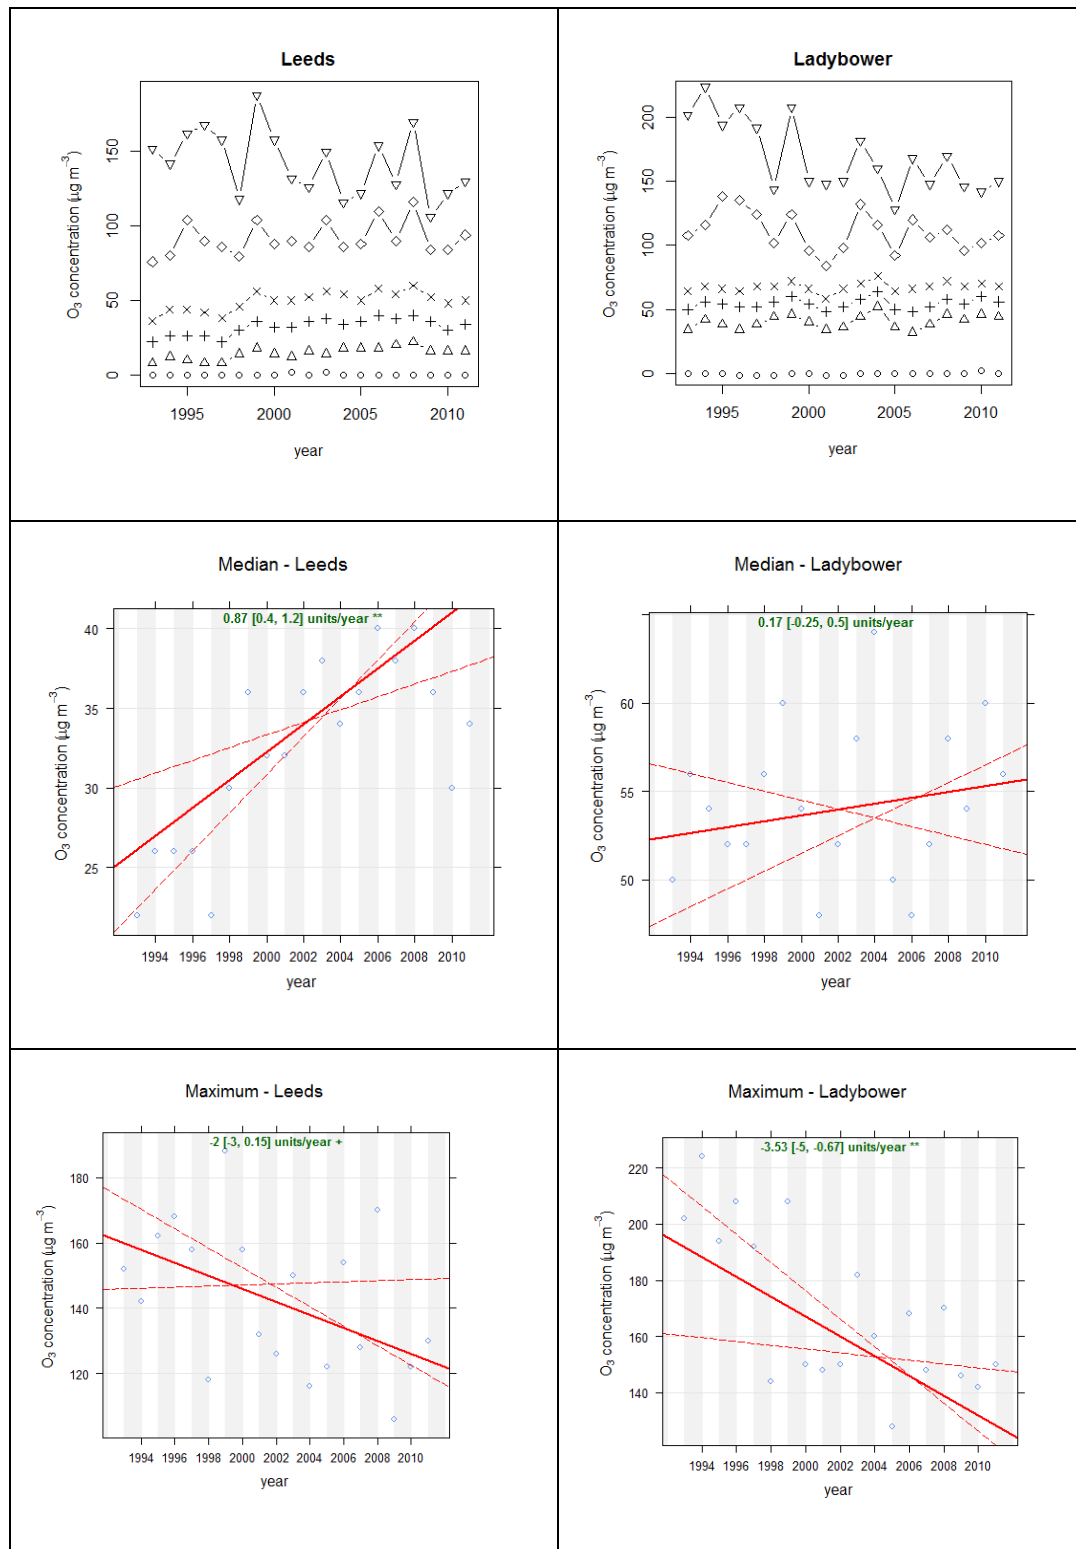 Leeds
O₃ concentration (µg m⁻³)
0 50 100 150
1995 2000 2005 2010
year
Ladybower
O₃ concentration (µg m⁻³)
0 50 100 150 200
1995 2000 2005 2010
year
Median - Leeds
0.87 [0.4, 1.2] units/year **
O₃ concentration (µg m⁻³)
40
35
30
25
1994 1996 1998 2000 2002 2004 2006 2008 2010
year
Median - Ladybower
0.17 [-0.25, 0.5] units/year
O₃ concentration (µg m⁻³)
60
55
50
1994 1996 1998 2000 2002 2004 2006 2008 2010
year
Maximum - Leeds
-2 [-3, 0.15] units/year +
O₃ concentration (µg m⁻³)
180
160
140
120
1994 1996 1998 2000 2002 2004 2006 2008 2010
year
Maximum - Ladybower
-3.53 [-5, -0.67] units/year **
O₃ concentration (µg m⁻³)
220
200
180
160
140
1994 1996 1998 2000 2002 2004 2006 2008 2010
year